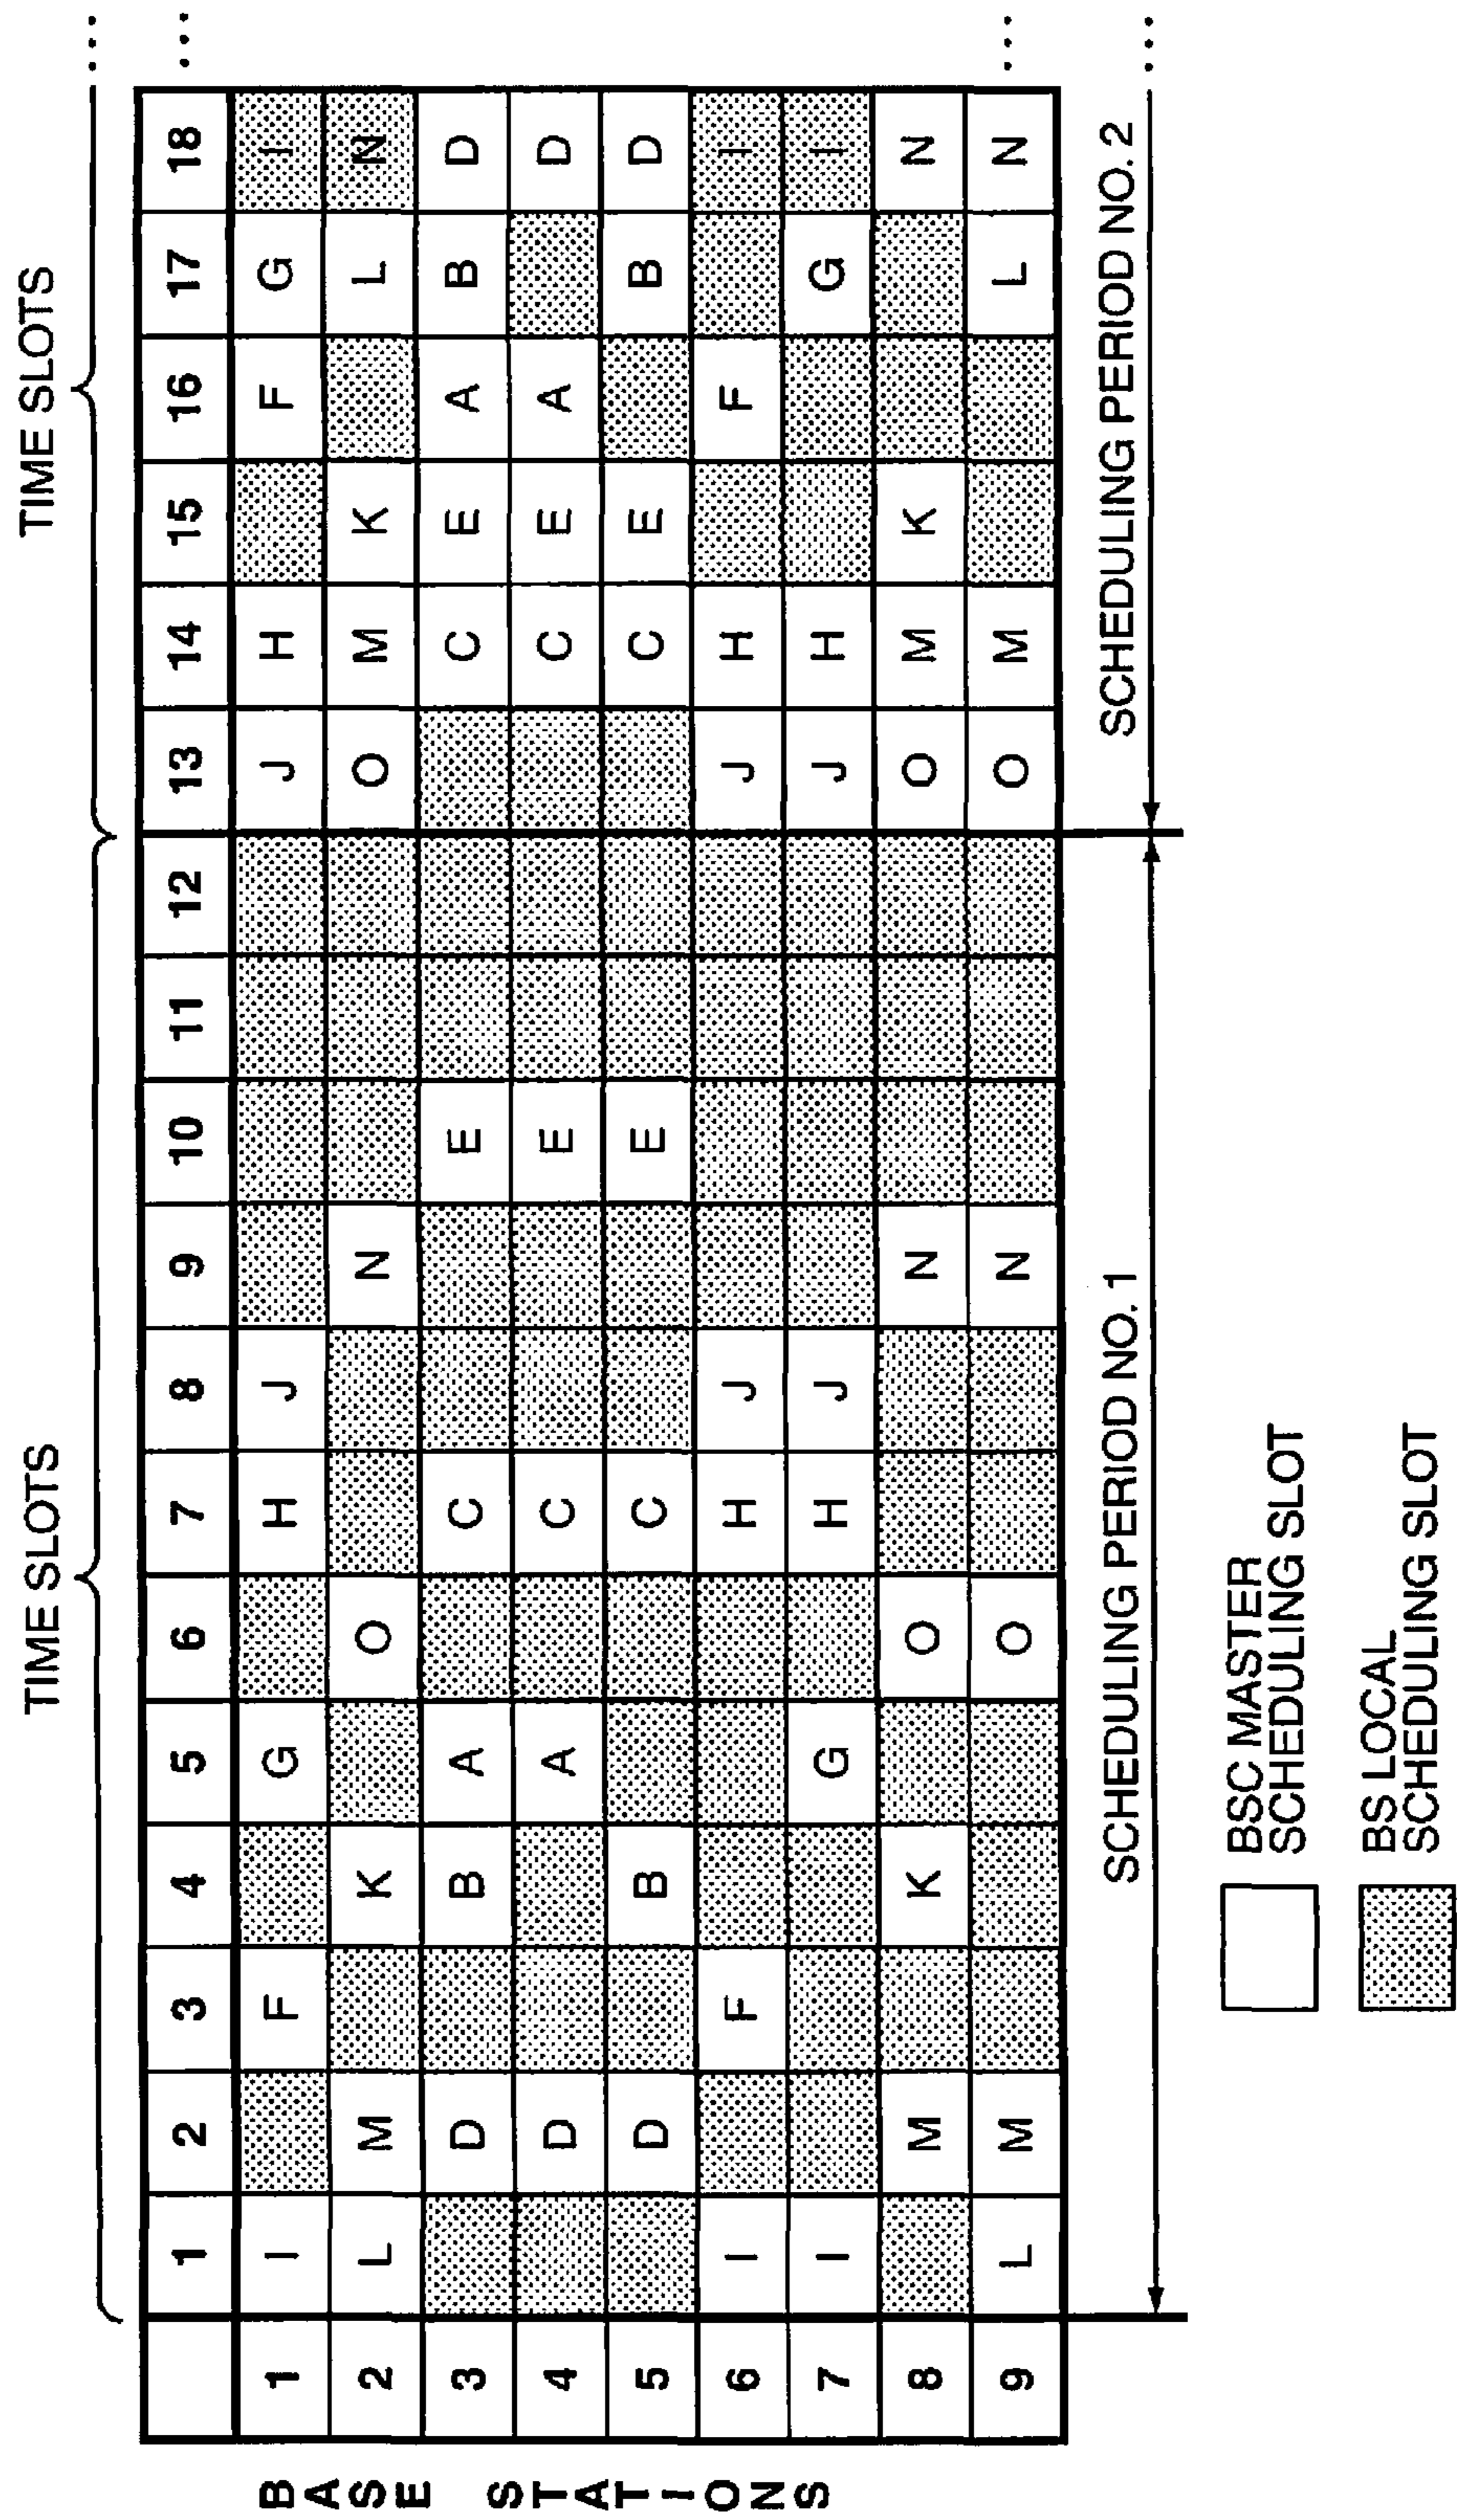 TIME SLOTS TIME SLOTS
...
1 2 3 4 5 6 7 8 9 10 11 12 13 14 15 16 17 18 ...
BASE STATIONS
1 I F G H J J H F G I
2 L M K O N O M K L N
3 D B A C E C E A B D
4 D A C E C E A D
5 D B C E C E B D
6 I F H J J H F I
7 I G H J J H G I
8 M K O N O M K N
9 L M O N O M L N ...
SCHEDULING PERIOD NO. 1 SCHEDULING PERIOD NO. 2 ...
BSC MASTER
SCHEDULING SLOT
BS LOCAL
SCHEDULING SLOT